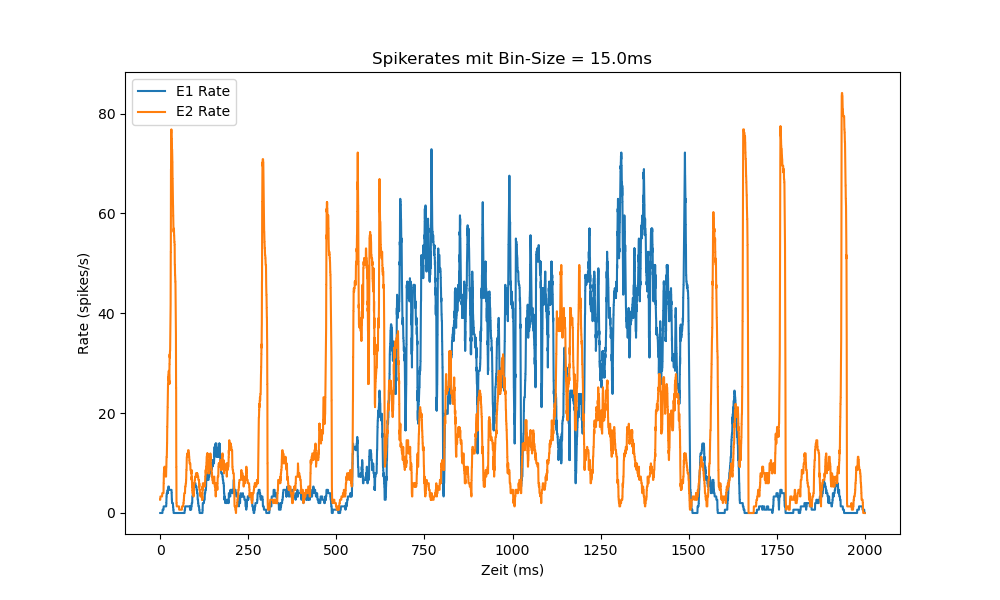 Spikerates mit Bin-Size = 15.0ms
E1 Rate
E2 Rate
Rate (spikes/s)
80
60
40
20
0
0 250 500 750 1000 1250 1500 1750 2000
Zeit (ms)